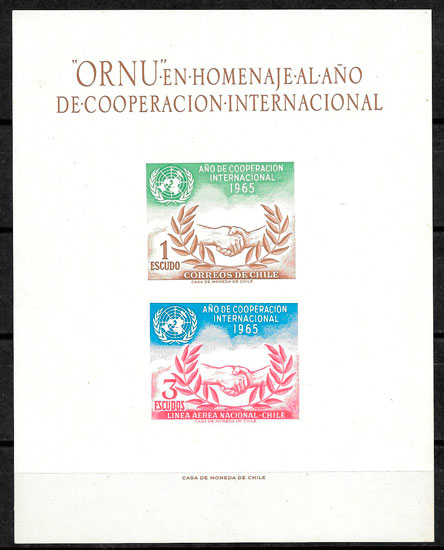 "ORNU"·EN·HOMENAJE·AL·AÑO
DE·COOPERACION·INTERNACIONAL
AÑO DE COOPERACION
INTERNACIONAL
1965
1
ESCUDO
CORREOS DE CHILE
CASA DE MONEDA DE CHILE
AÑO DE COOPERACION
INTERNACIONAL
1965
3
ESCUDOS
LINEA AEREA NACIONAL-CHILE
CASA DE MONEDA DE CHILE
CASA DE MONEDA DE CHILE